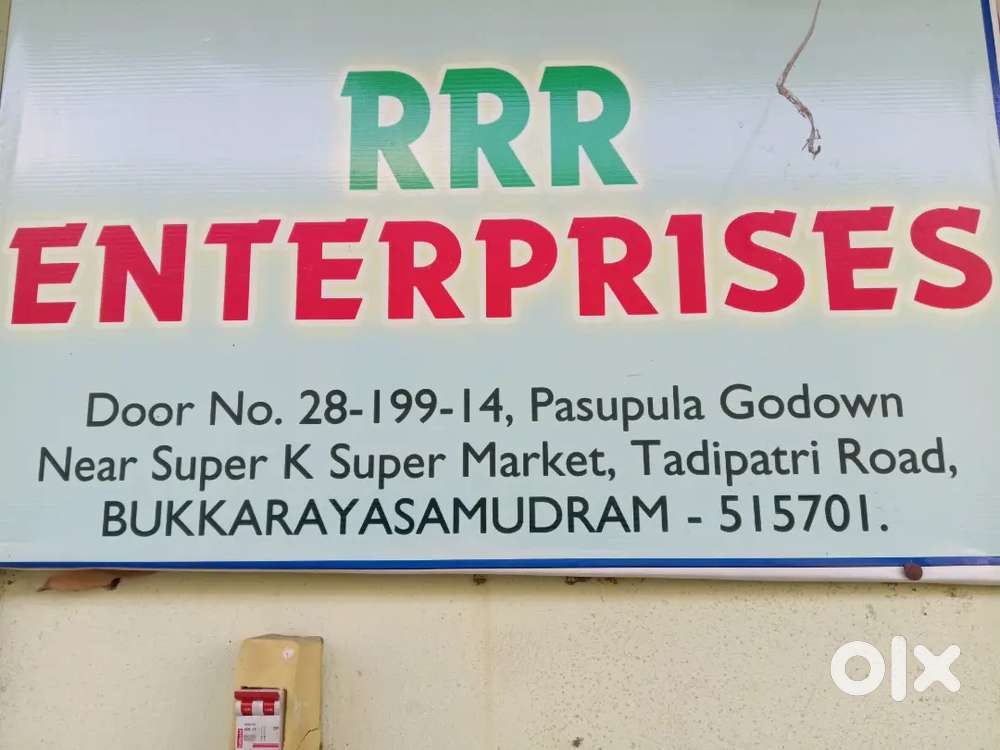 RRR
ENTERPRISES
Door No. 28-199-14, Pasupula Godown
Near Super K Super Market, Tadipatri Road,
BUKKARAYASAMUDRAM - 515701.
olx